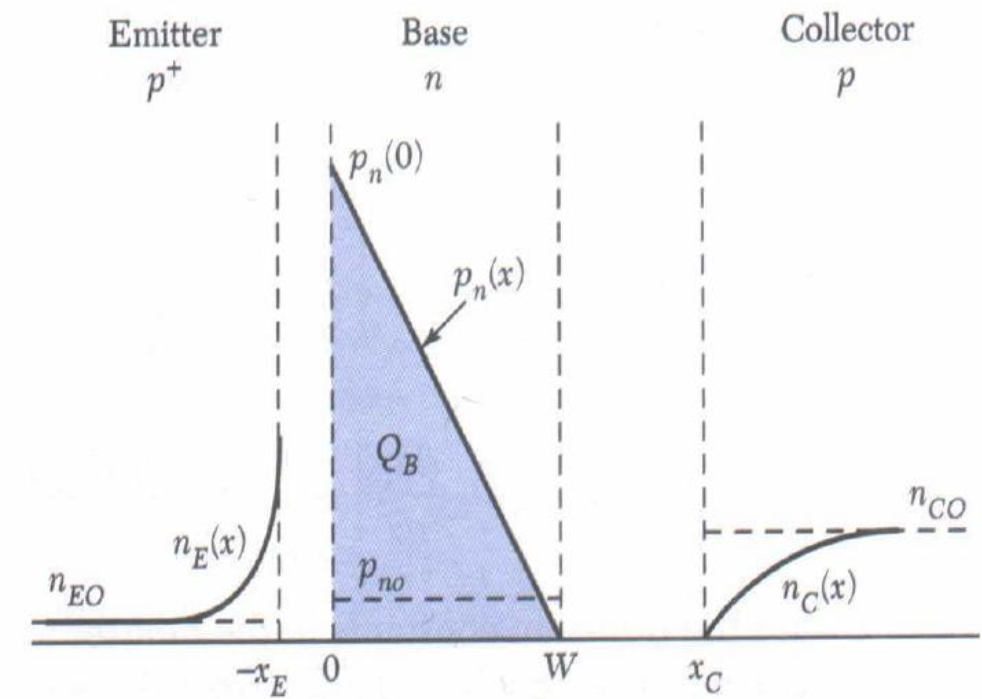 Emitter Base Collector
p⁺ n p
pₙ(0)
pₙ(x)
Q_B
n_CO
n_E(x)
n_EO
p_no
n_C(x)
−x_E 0 W x_C